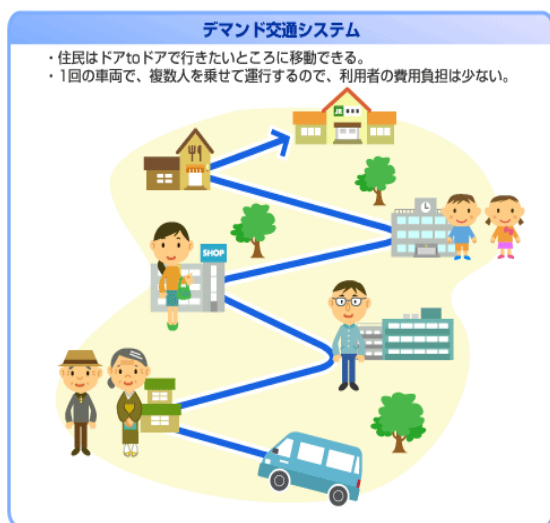 デマンド交通システム
・住民はドアtoドアで行きたいところに移動できる。
・1回の車両で、複数人を乗せて運行するので、利用者の費用負担は少ない。
JR
SHOP